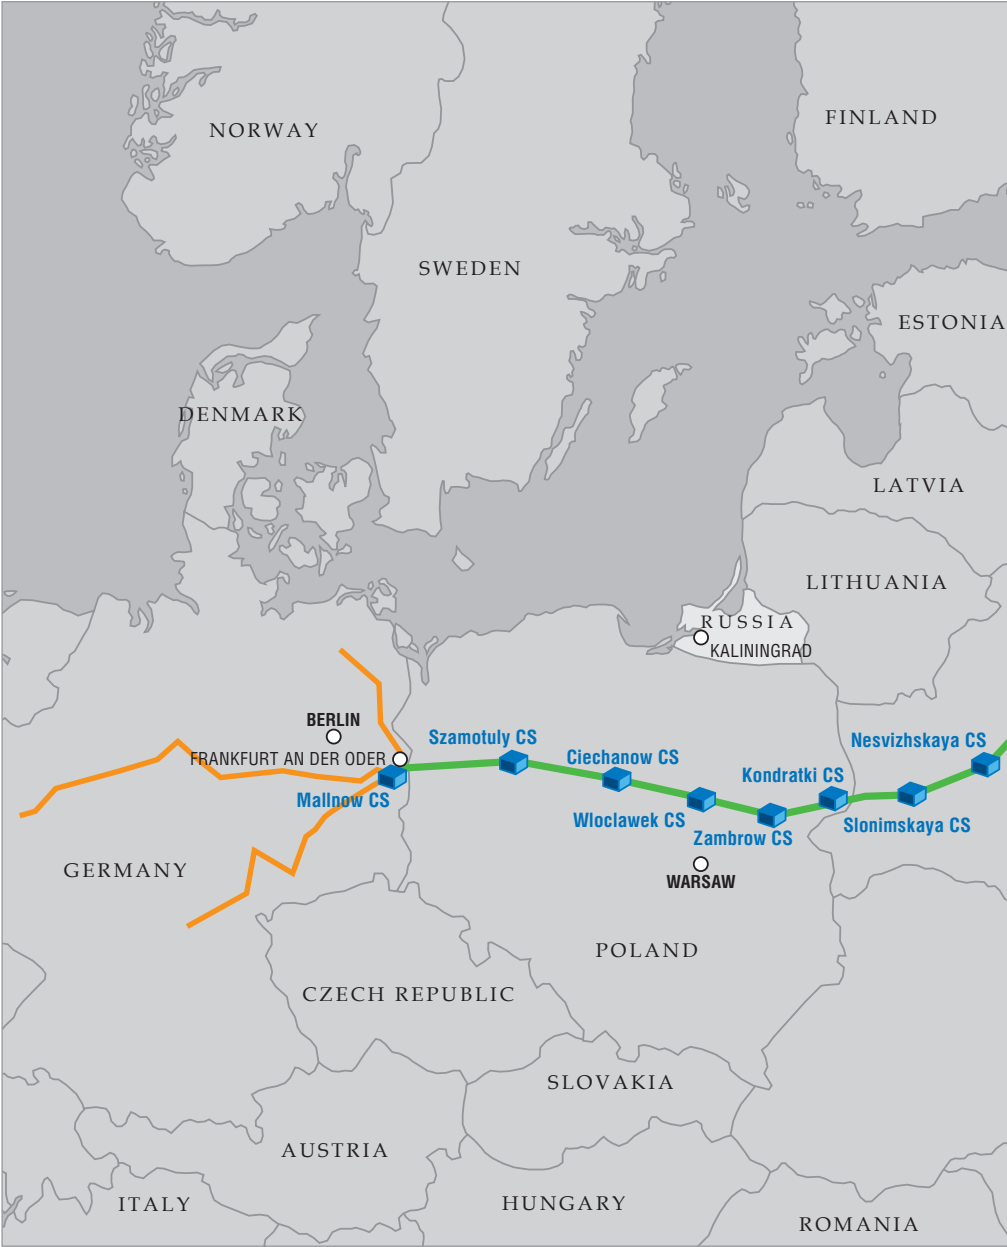 FINLAND
NORWAY
SWEDEN
ESTONIA
DENMARK
LATVIA
LITHUANIA
RUSSIA
KALININGRAD
BERLIN
Szamotuly CS
Nesvizhskaya CS
FRANKFURT AN DER ODER
Ciechanow CS
Kondratki CS
Mallnow CS
Wloclawek CS
Slonimskaya CS
Zambrow CS
GERMANY
WARSAW
POLAND
CZECH REPUBLIC
SLOVAKIA
AUSTRIA
ITALY
HUNGARY
ROMANIA